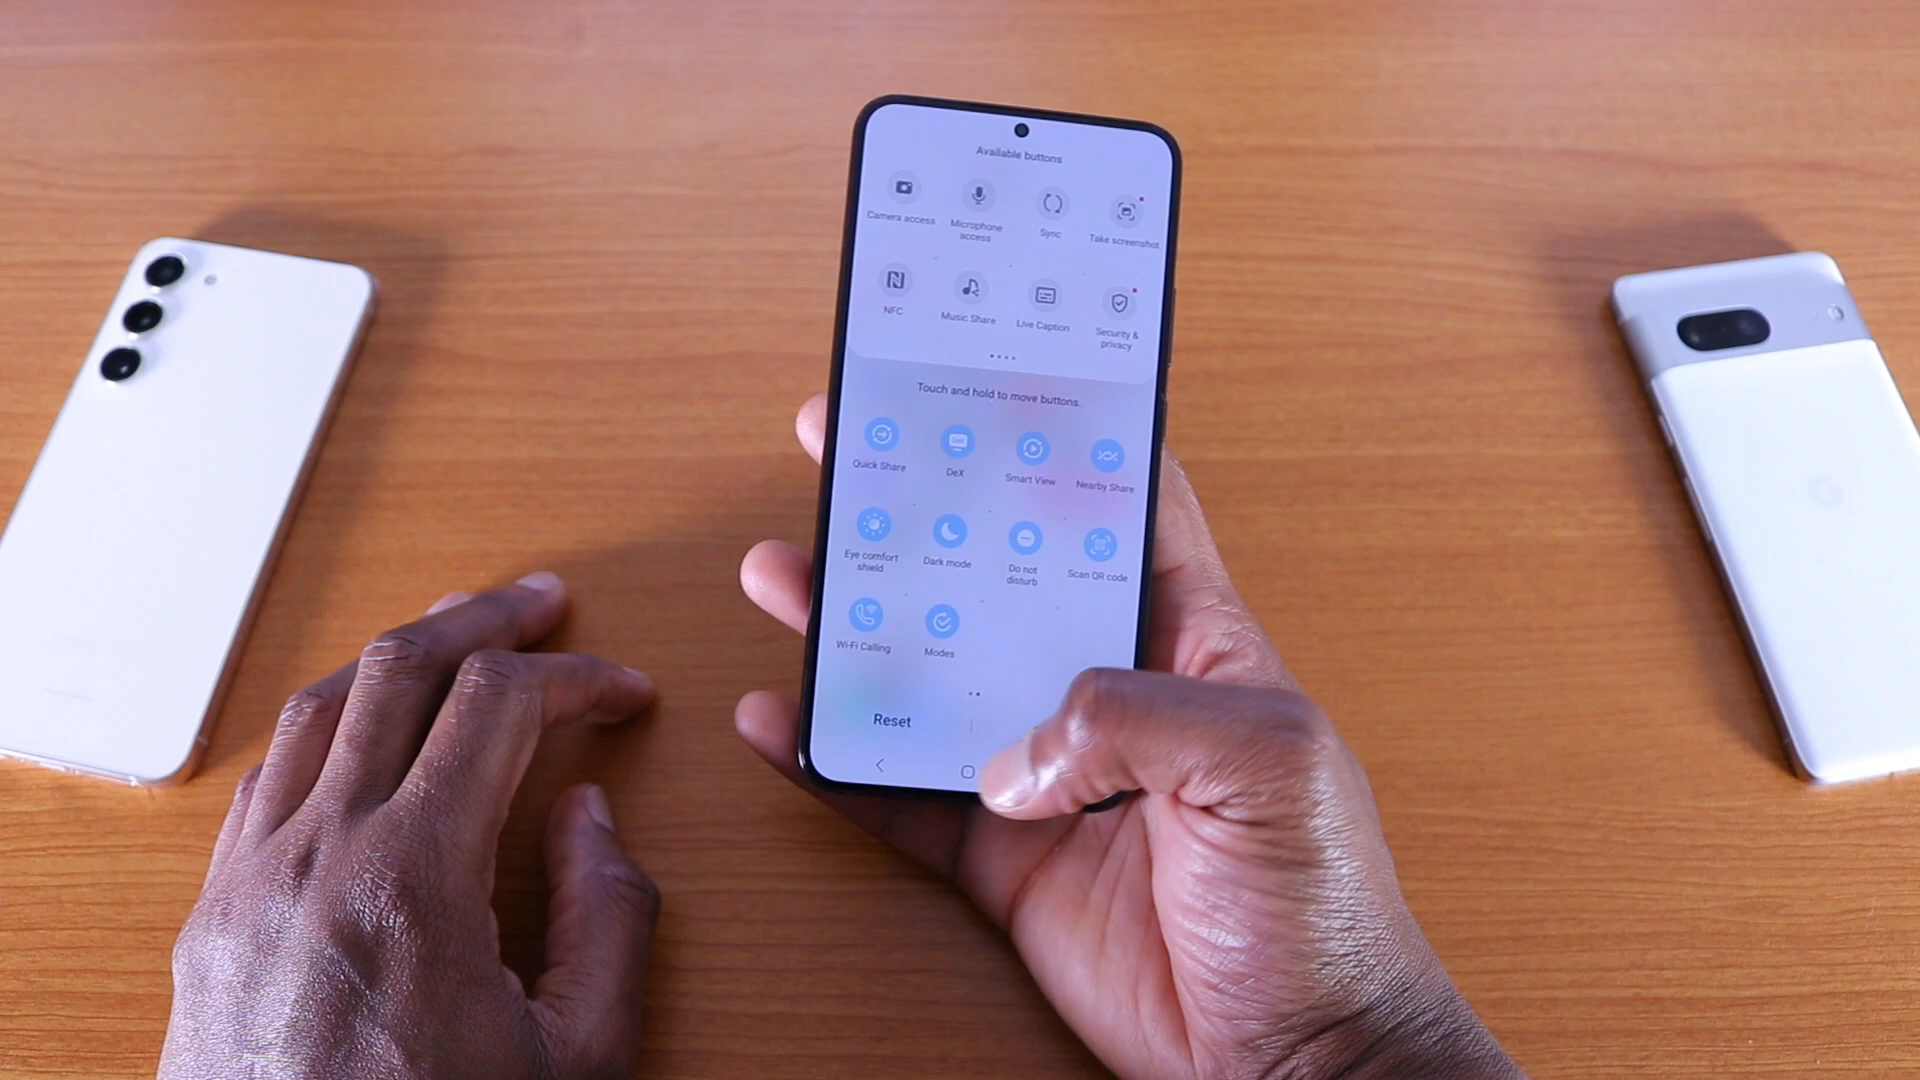 Available buttons
Camera access
Microphone
access
Sync
Take screenshot
NFC
Music Share
Live Caption
Security &
privacy
Touch and hold to move buttons.
Quick Share
DeX
Smart View
Nearby Share
Eye comfort
shield
Dark mode
Do not
disturb
Scan QR code
Wi-Fi Calling
Modes
Reset